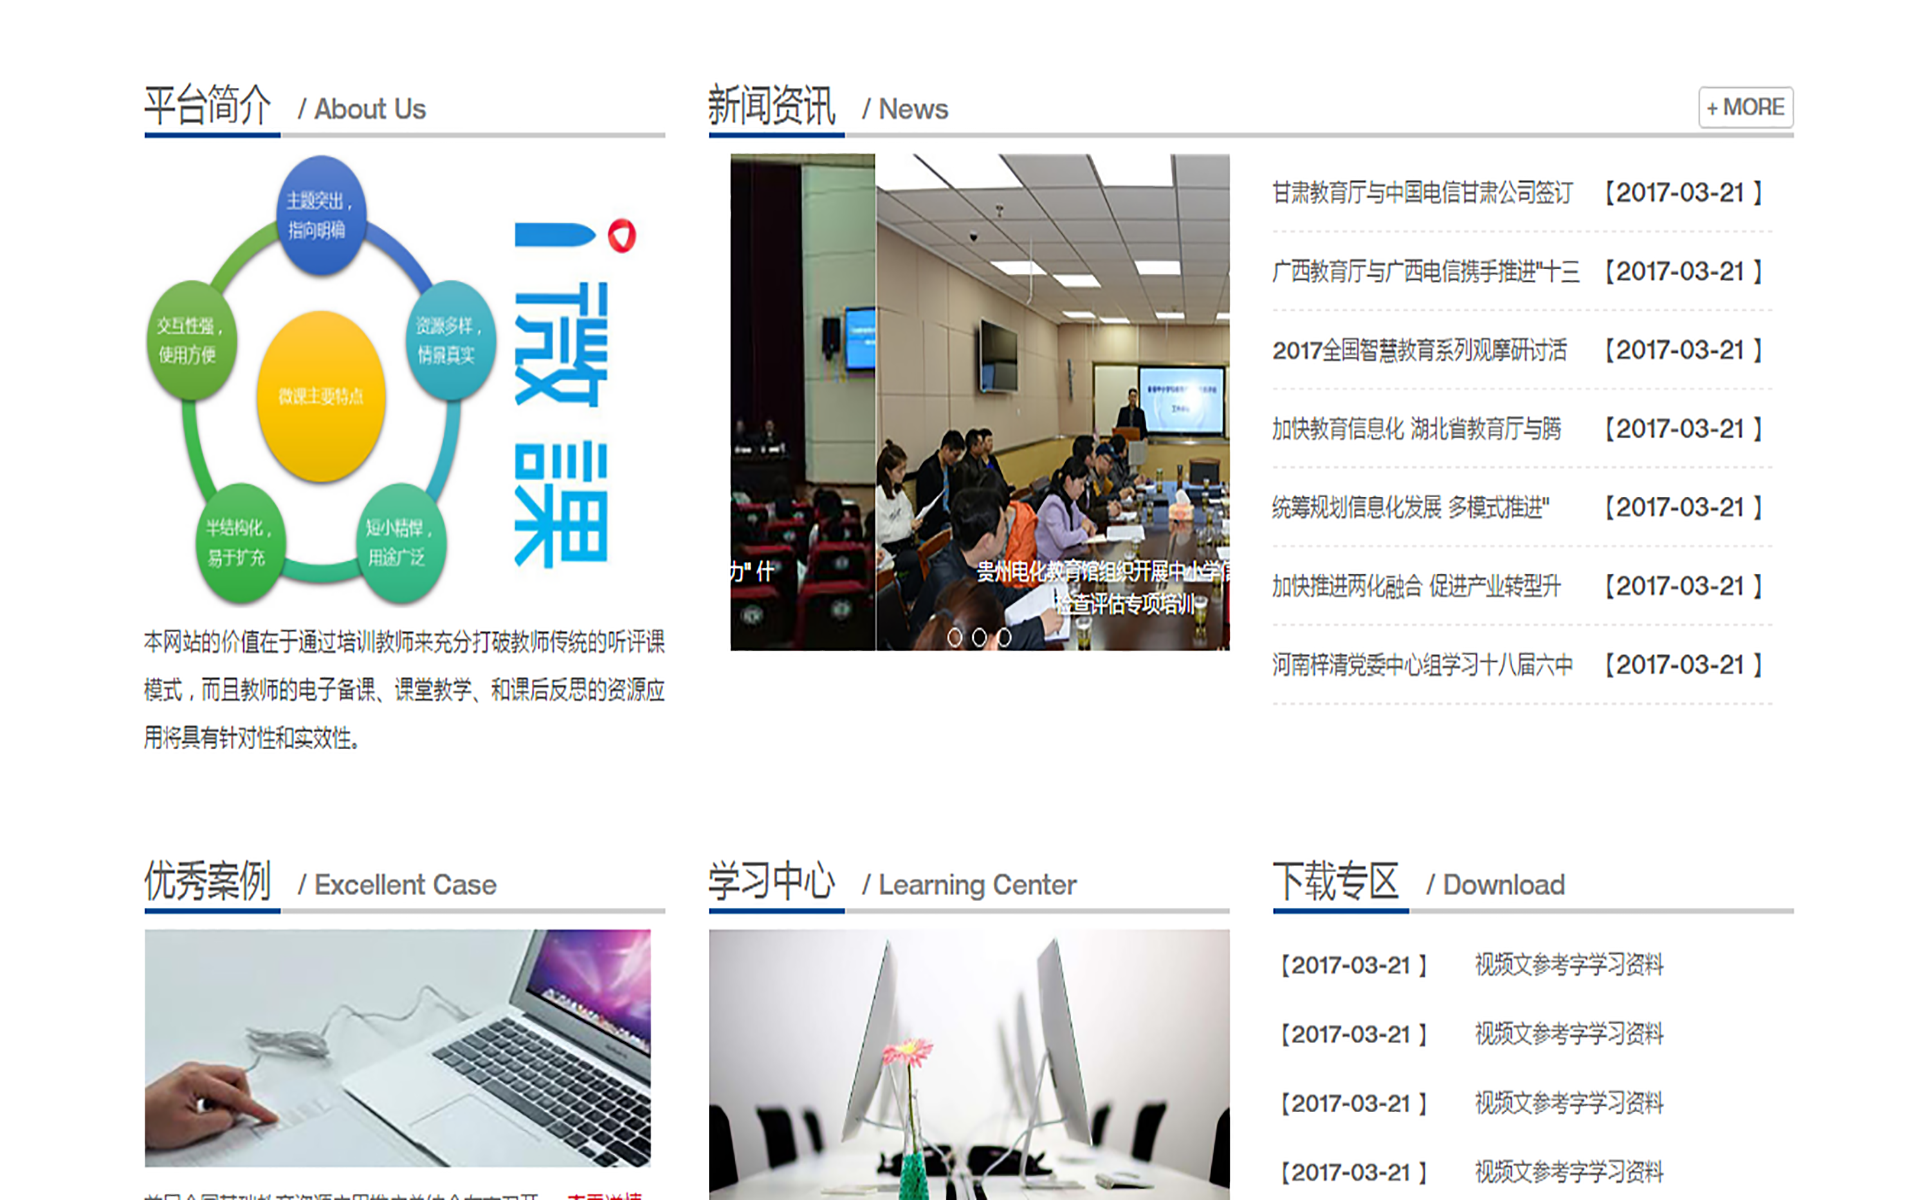 平台简介 / About Us
主题突出，
指向明确
交互性强，
使用方便
资源多样，
情景真实
微课主要特点
半结构化，
易于扩充
短小精悍，
用途广泛
微課
本网站的价值在于通过培训教师来充分打破教师传统的听评课
模式，而且教师的电子备课、课堂教学、和课后反思的资源应
用将具有针对性和实效性。
新闻资讯 / News
+ MORE
力" 什
贵州电化教育馆组织开展中小学信
检查评估专项培训
甘肃教育厅与中国电信甘肃公司签订 【2017-03-21 】
广西教育厅与广西电信携手推进"十三 【2017-03-21 】
2017全国智慧教育系列观摩研讨活 【2017-03-21 】
加快教育信息化 湖北省教育厅与腾 【2017-03-21 】
统筹规划信息化发展 多模式推进" 【2017-03-21 】
加快推进两化融合 促进产业转型升 【2017-03-21 】
河南梓清党委中心组学习十八届六中 【2017-03-21 】
优秀案例 / Excellent Case
学习中心 / Learning Center
下载专区 / Download
【2017-03-21 】 视频文参考字学习资料
【2017-03-21 】 视频文参考字学习资料
【2017-03-21 】 视频文参考字学习资料
【2017-03-21 】 视频文参考字学习资料